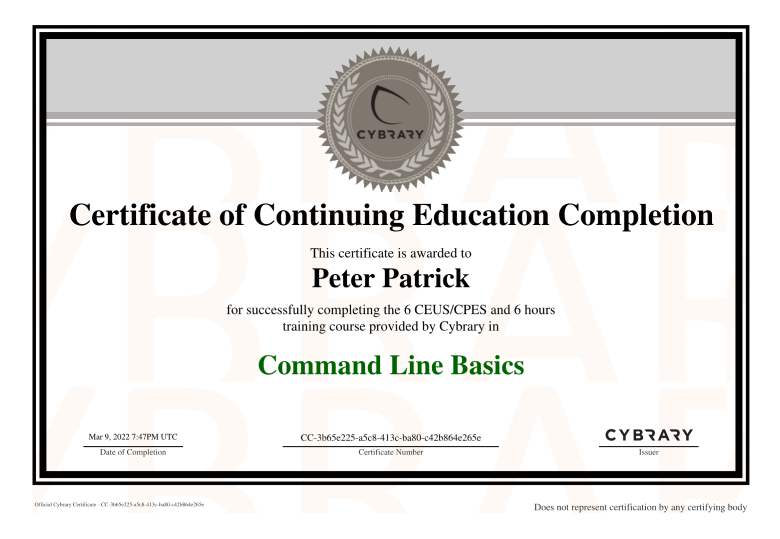 CYBRARY
Certificate of Continuing Education Completion
This certificate is awarded to
Peter Patrick
for successfully completing the 6 CEUS/CPES and 6 hours
training course provided by Cybrary in
Command Line Basics
Mar 9, 2022 7:47PM UTC
Date of Completion
CC-3b65e225-a5c8-413c-ba80-c42b864e265e
Certificate Number
CYBRARY
Issuer
Official Cybrary Certificate - CC-3b65e225-a5c8-413c-ba80-c42b864e265e
Does not represent certification by any certifying body